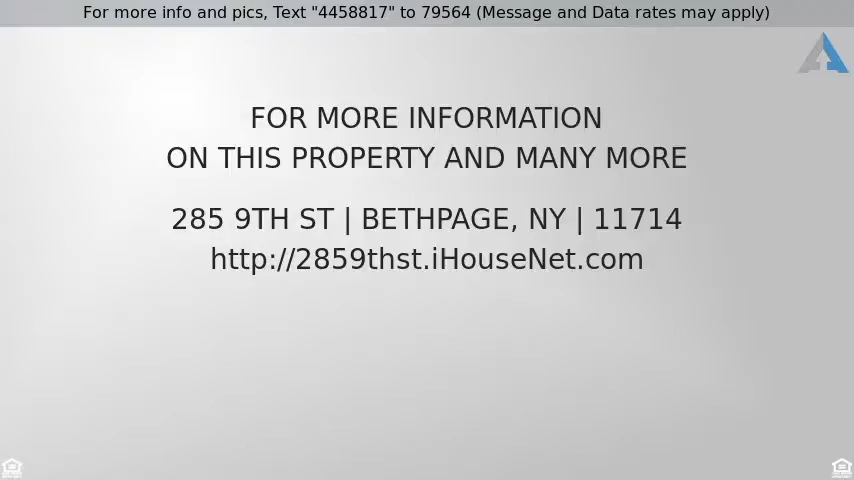 For more info and pics, Text "4458817" to 79564 (Message and Data rates may apply)
FOR MORE INFORMATION
ON THIS PROPERTY AND MANY MORE
285 9TH ST | BETHPAGE, NY | 11714
http://2859thst.iHouseNet.com